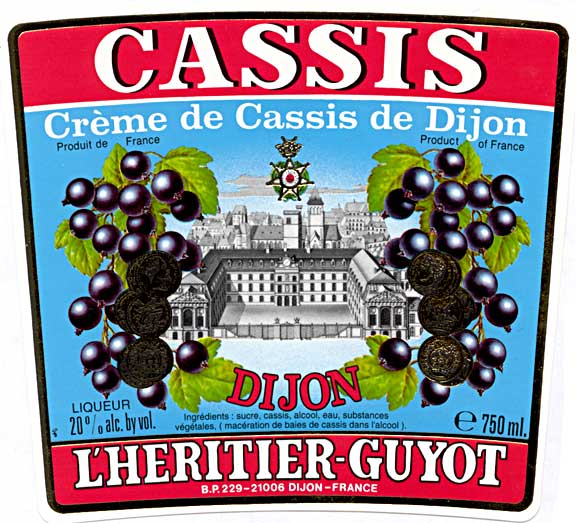 CASSIS
Crème de Cassis de Dijon
Produit de France
Product of France
DIJON
LIQUEUR
20% alc. by vol.
Ingrédients : sucre, cassis, alcool, eau, substances
végétales, ( macération de baies de cassis dans l'alcool ).
e 750 ml.
L'HERITIER-GUYOT
B.P. 229-21006 DIJON-FRANCE